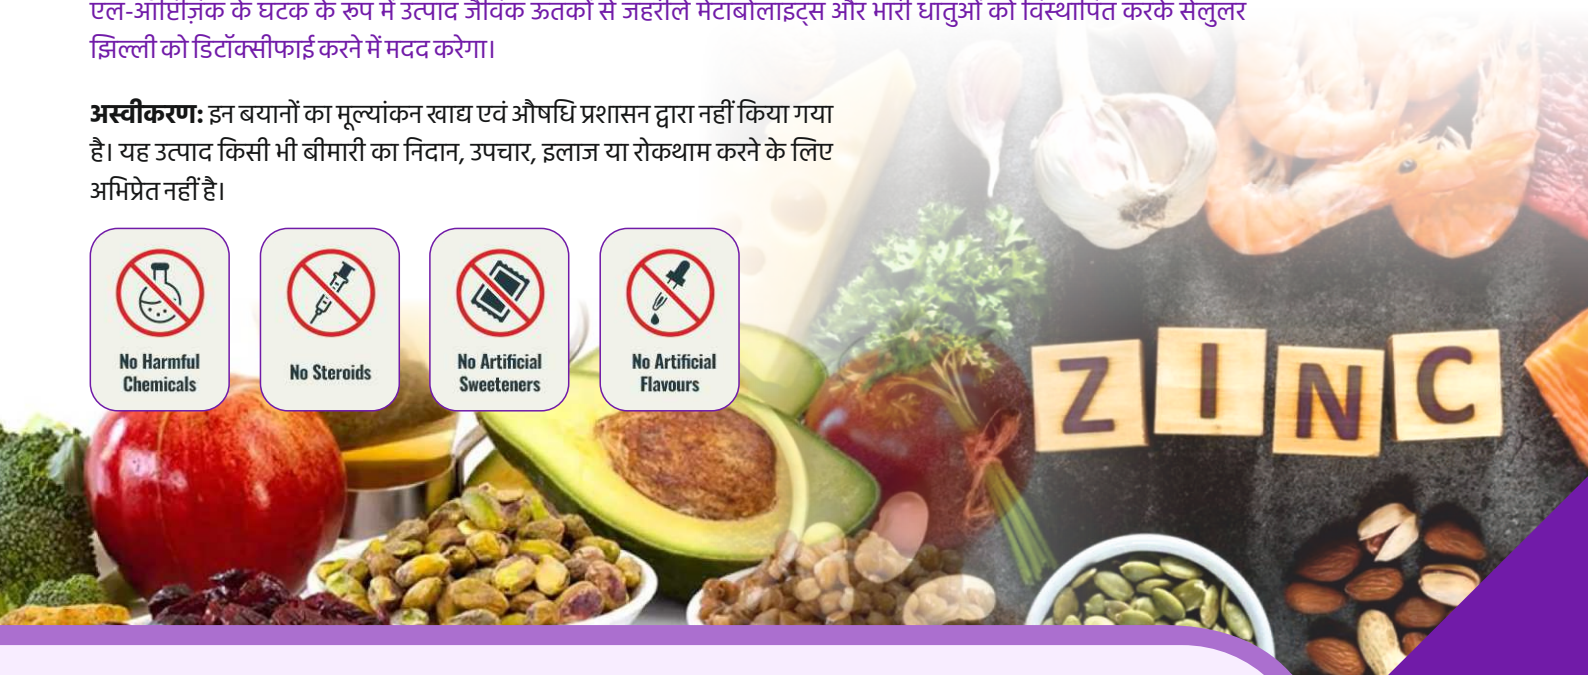 एल-ऑप्टिज़िंक के घटक के रूप में उत्पाद जैविक ऊतकों से जहरीले मेटाबोलाइट्स और भारी धातुओं को विस्थापित करके सेलुलर
झिल्ली को डिटॉक्सीफाई करने में मदद करेगा।
अस्वीकरण: इन बयानों का मूल्यांकन खाद्य एवं औषधि प्रशासन द्वारा नहीं किया गया
है। यह उत्पाद किसी भी बीमारी का निदान, उपचार, इलाज या रोकथाम करने के लिए
अभिप्रेत नहीं है।
No Harmful
Chemicals
No Steroids
No Artificial
Sweeteners
No Artificial
Flavours
ZINC